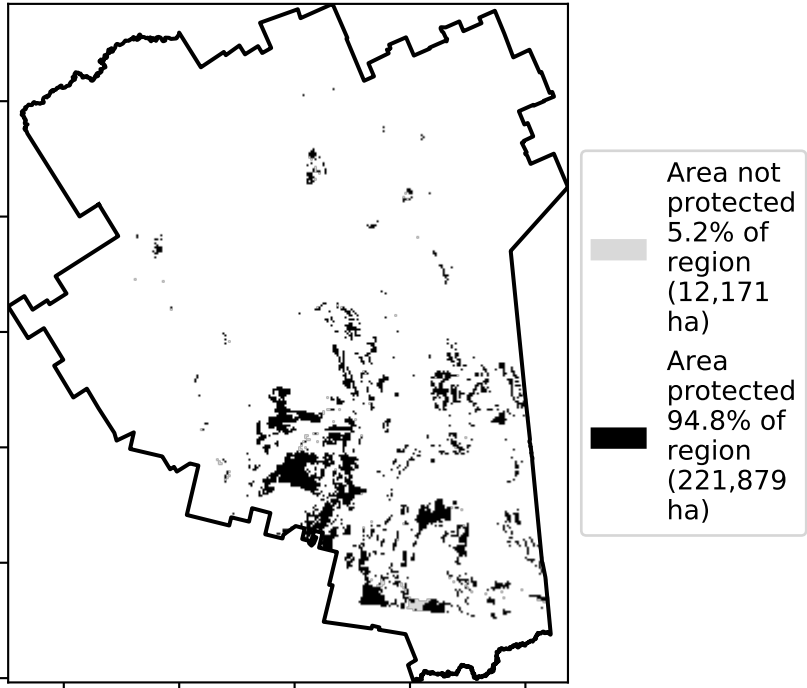 Area not
protected
5.2% of
region
(12,171
ha)
Area
protected
94.8% of
region
(221,879
ha)